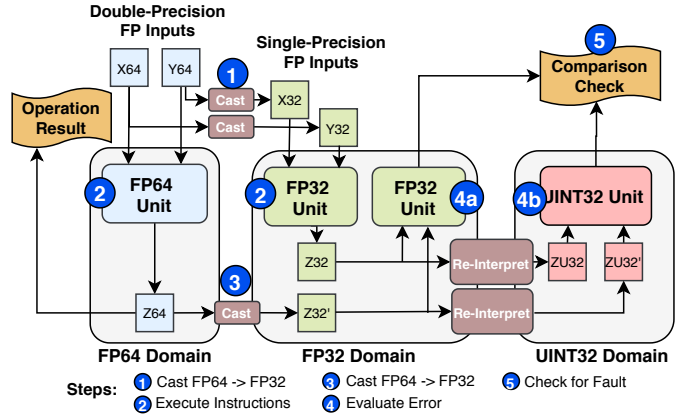 Double-Precision
FP Inputs
Single-Precision
FP Inputs
X64
Y64
1
Cast
X32
5
Comparison
Check
Operation
Result
Cast
Y32
2
FP64
Unit
2
FP32
Unit
FP32
Unit
4a
4b
UINT32 Unit
Z32
Re-Interpret
ZU32
ZU32'
3
Z64
Cast
Z32'
Re-Interpret
FP64 Domain
FP32 Domain
UINT32 Domain
Steps:
1 Cast FP64 -> FP32
3 Cast FP64 -> FP32
5 Check for Fault
2 Execute Instructions
4 Evaluate Error